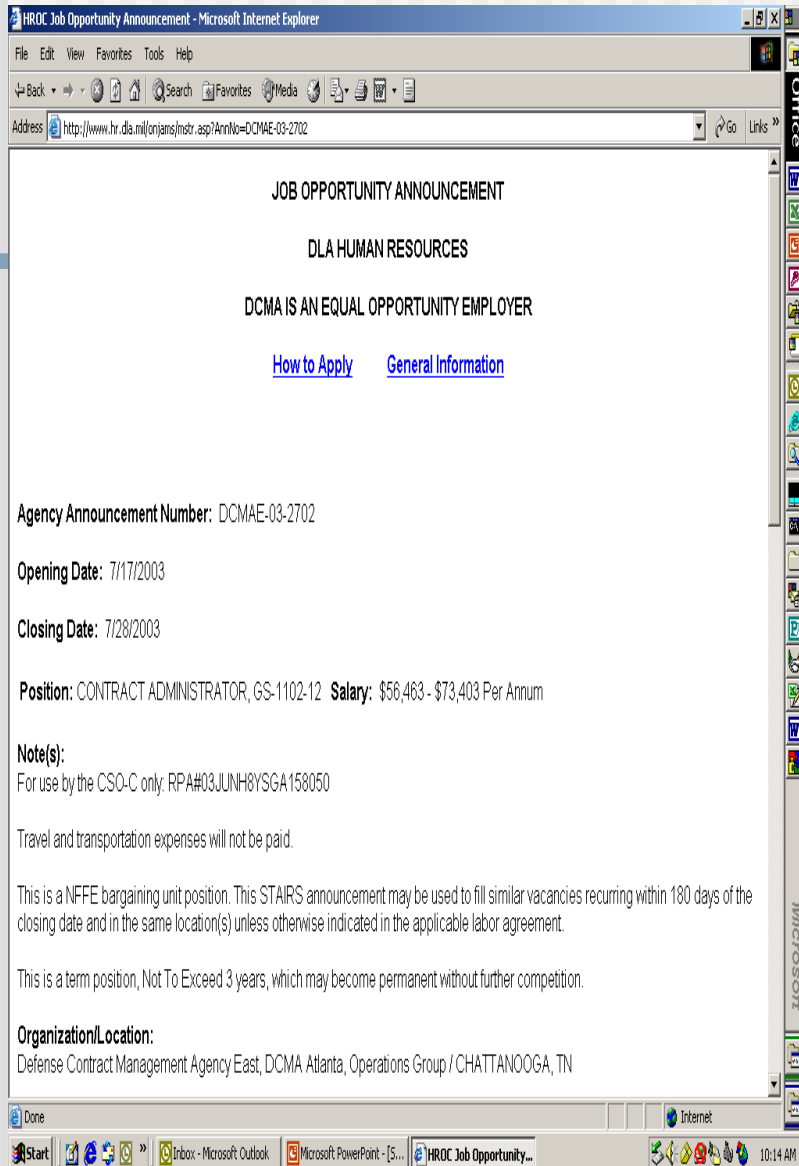 HROC Job Opportunity Announcement - Microsoft Internet Explorer
File Edit View Favorites Tools Help
Back Search Favorites Media
Address http://www.hr.dla.mil/onjams/mstr.asp?AnnNo=DCMAE-03-2702 Go Links »
Office
JOB OPPORTUNITY ANNOUNCEMENT
DLA HUMAN RESOURCES
DCMA IS AN EQUAL OPPORTUNITY EMPLOYER
How to Apply General Information
Agency Announcement Number: DCMAE-03-2702
Opening Date: 7/17/2003
Closing Date: 7/28/2003
Position: CONTRACT ADMINISTRATOR, GS-1102-12 Salary: $56,463 - $73,403 Per Annum
Note(s):
For use by the CSO-C only: RPA#03JUNH8YSGA158050
Travel and transportation expenses will not be paid.
This is a NFFE bargaining unit position. This STAIRS announcement may be used to fill similar vacancies recurring within 180 days of the
closing date and in the same location(s) unless otherwise indicated in the applicable labor agreement.
This is a term position, Not To Exceed 3 years, which may become permanent without further competition.
Organization/Location:
Defense Contract Management Agency East, DCMA Atlanta, Operations Group / CHATTANOOGA, TN
Microsoft
Done Internet
Start » Inbox - Microsoft Outlook Microsoft PowerPoint - [S... HROC Job Opportunity... 10:14 AM